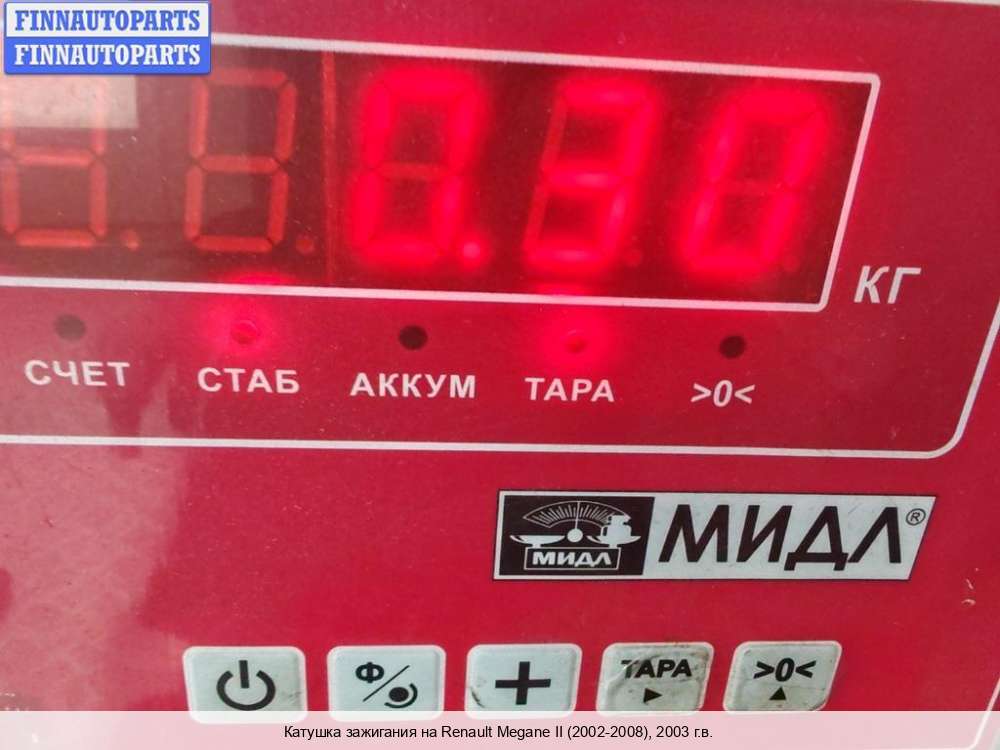 FINNAUTOPARTS
FINNAUTOPARTS
0.30
КГ
СЧЕТ СТАБ АККУМ ТАРА >0<
МИДЛ МИДЛ®
Ф + ТАРА >0<
Катушка зажигания на Renault Megane II (2002-2008), 2003 г.в.